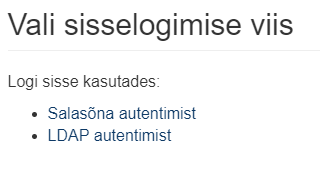 Vali sisselogimise viis
Logi sisse kasutades:
Salasõna autentimist
LDAP autentimist